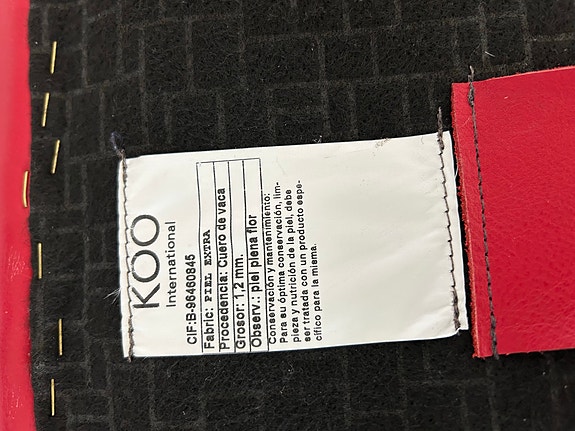 KOO
International
CIF:B-96460845
Fabric: PIEL EXTRA
Procedencia: Cuero de vaca
Grosor: 1,2 mm.
Observ.: piel plena flor
Conservación y mantenimiento:
Para su óptima conservación, lim-
pieza y nutrición de la piel, debe
ser tratada con un producto espe-
cífico para la misma.